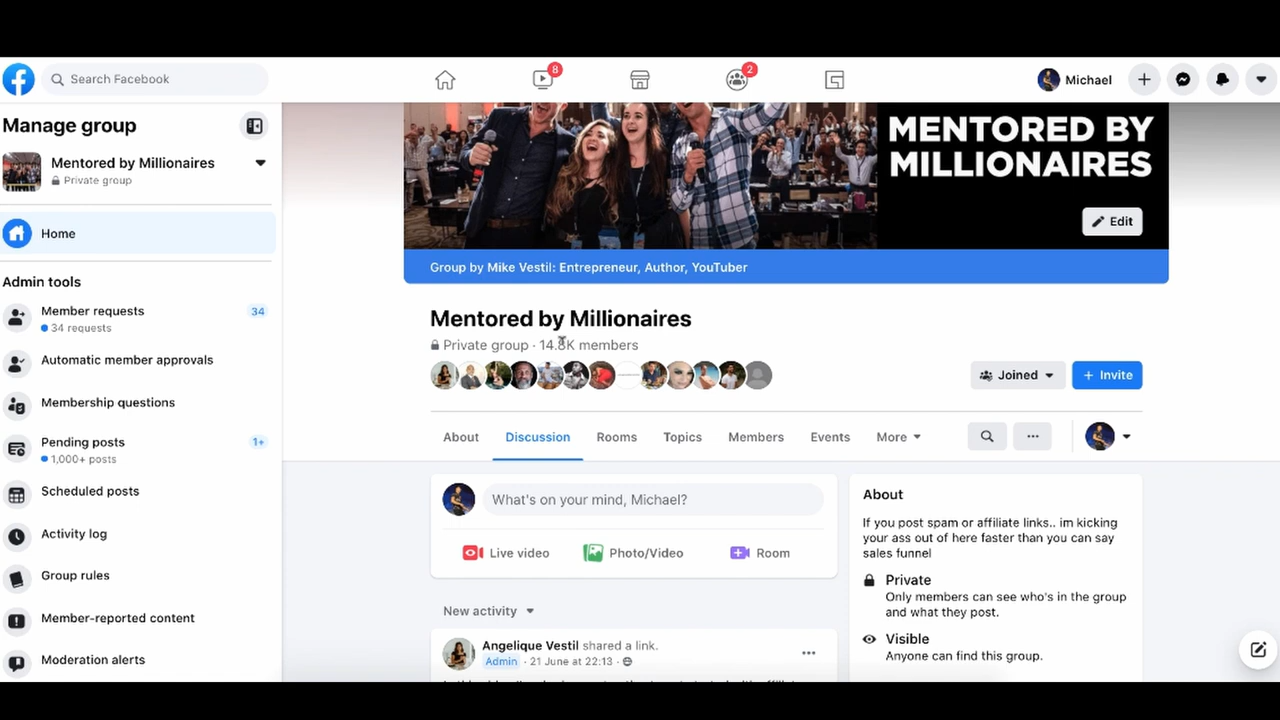 Search Facebook
8
2
Michael
Manage group
Mentored by Millionaires
Private group
Home
Admin tools
Member requests
34
34 requests
Automatic member approvals
Membership questions
Pending posts
1+
1,000+ posts
Scheduled posts
Activity log
Group rules
Member-reported content
Moderation alerts
MENTORED BY
MILLIONAIRES
Edit
Group by Mike Vestil: Entrepreneur, Author, YouTuber
Mentored by Millionaires
Private group · 14.8K members
Joined
+ Invite
About
Discussion
Rooms
Topics
Members
Events
More
What's on your mind, Michael?
Live video
Photo/Video
Room
New activity
Angelique Vestil shared a link.
Admin · 21 June at 22:13 ·
About
If you post spam or affiliate links.. im kicking
your ass out of here faster than you can say
sales funnel
Private
Only members can see who's in the group
and what they post.
Visible
Anyone can find this group.